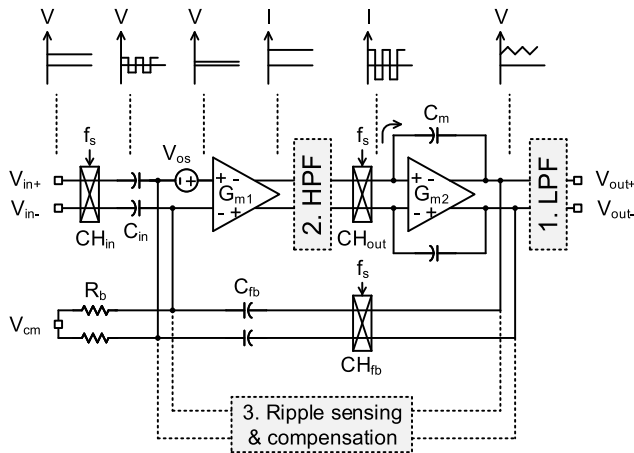 V V V I I V
f_s
V_os
f_s
C_m
V_in+
V_in-
CH_in
C_in
+ -
G_m1
- +
2. HPF
CH_out
+ -
G_m2
- +
1. LPF
V_out+
V_out-
R_b
V_cm
C_fb
f_s
CH_fb
3. Ripple sensing
& compensation